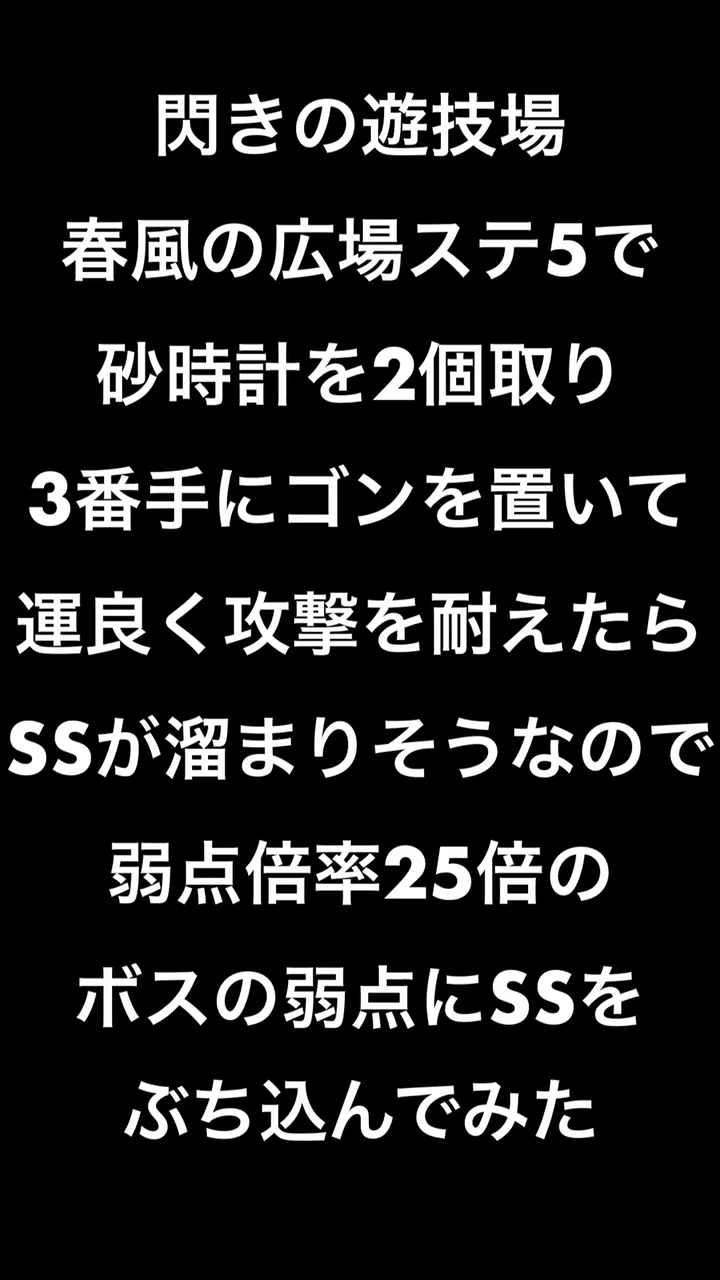 閃きの遊技場
春風の広場ステ5で
砂時計を2個取り
3番手にゴンを置いて
運良く攻撃を耐えたら
SSが溜まりそうなので
弱点倍率25倍の
ボスの弱点にSSを
ぶち込んでみた